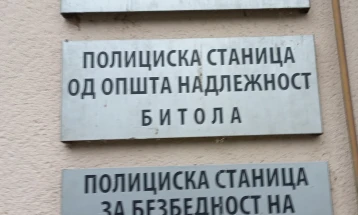 ПОЛИЦИСКА СТАНИЦА
ОД ОПШТА НАДЛЕЖНОСТ
БИТОЛА
ПОЛИЦИСКА СТАНИЦА
ЗА БЕЗБЕДНОСТ НА